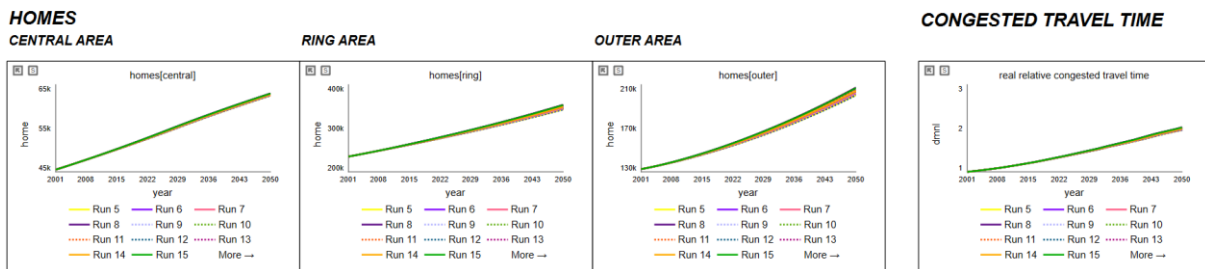 HOMES
CENTRAL AREA
RING AREA
OUTER AREA
CONGESTED TRAVEL TIME
S
homes[central]
65k
55k
45k
home
2001 2008 2015 2022 2029 2036 2043 2050
year
Run 5 Run 6 Run 7
Run 8 Run 9 Run 10
Run 11 Run 12 Run 13
Run 14 Run 15 More →
S
homes[ring]
400k
300k
200k
home
2001 2008 2015 2022 2029 2036 2043 2050
year
Run 5 Run 6 Run 7
Run 8 Run 9 Run 10
Run 11 Run 12 Run 13
Run 14 Run 15 More →
S
homes[outer]
210k
170k
130k
home
2001 2008 2015 2022 2029 2036 2043 2050
year
Run 5 Run 6 Run 7
Run 8 Run 9 Run 10
Run 11 Run 12 Run 13
Run 14 Run 15 More →
S
real relative congested travel time
3
2
1
dmnl
2001 2008 2015 2022 2029 2036 2043 2050
year
Run 5 Run 6 Run 7
Run 8 Run 9 Run 10
Run 11 Run 12 Run 13
Run 14 Run 15 More →